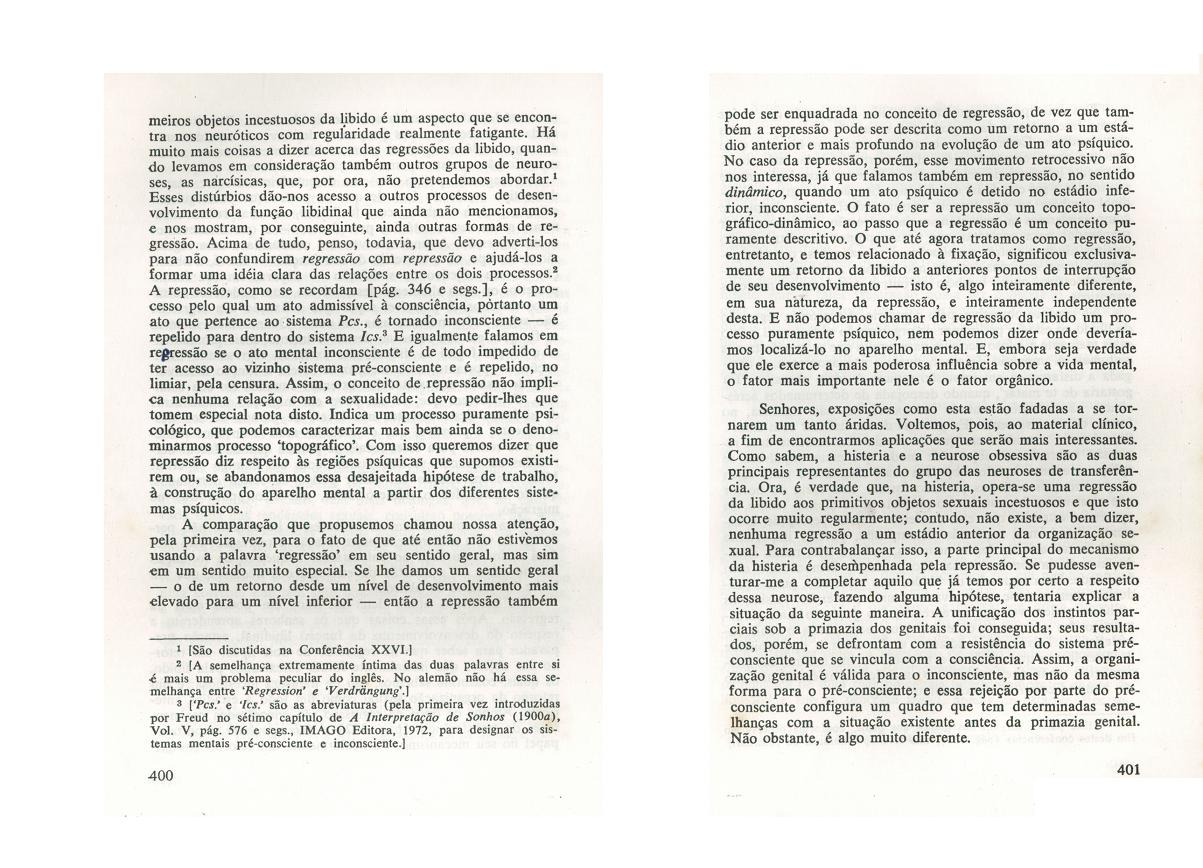 meiros objetos incestuosos da libido é um aspecto que se encon-
tra nos neuróticos com regularidade realmente fatigante. Há
muito mais coisas a dizer acerca das regressões da libido, quan-
do levamos em consideração também outros grupos de neuro-
ses, as narcísicas, que, por ora, não pretendemos abordar.¹
Esses distúrbios dão-nos acesso a outros processos de desen-
volvimento da função libidinal que ainda não mencionamos,
e nos mostram, por conseguinte, ainda outras formas de re-
gressão. Acima de tudo, penso, todavia, que devo adverti-los
para não confundirem regressão com repressão e ajudá-los a
formar uma idéia clara das relações entre os dois processos.²
A repressão, como se recordam [pág. 346 e segs.], é o pro-
cesso pelo qual um ato admissível à consciência, portanto um
ato que pertence ao sistema Pcs., é tornado inconsciente — é
repelido para dentro do sistema Ics.³ E igualmente falamos em
repressão se o ato mental inconsciente é de todo impedido de
ter acesso ao vizinho sistema pré-consciente e é repelido, no
limiar, pela censura. Assim, o conceito de repressão não impli-
ca nenhuma relação com a sexualidade: devo pedir-lhes que
tomem especial nota disto. Indica um processo puramente psi-
cológico, que podemos caracterizar mais bem ainda se o deno-
minarmos processo ‘topográfico’. Com isso queremos dizer que
repressão diz respeito às regiões psíquicas que supomos existi-
rem ou, se abandonamos essa desajeitada hipótese de trabalho,
à construção do aparelho mental a partir dos diferentes siste-
mas psíquicos.
A comparação que propusemos chamou nossa atenção,
pela primeira vez, para o fato de que até então não estivemos
usando a palavra ‘regressão’ em seu sentido geral, mas sim
em um sentido muito especial. Se lhe damos um sentido geral
— o de um retorno desde um nível de desenvolvimento mais
elevado para um nível inferior — então a repressão também
¹ [São discutidas na Conferência XXVI.]
² [A semelhança extremamente íntima das duas palavras entre si
é mais um problema peculiar do inglês. No alemão não há essa se-
melhança entre ‘Regression’ e ‘Verdrängung’.]
³ [‘Pcs.’ e ‘Ics.’ são as abreviaturas (pela primeira vez introduzidas
por Freud no sétimo capítulo de A Interpretação de Sonhos (1900a),
Vol. V, pág. 576 e segs., IMAGO Editora, 1972, para designar os sis-
temas mentais pré-consciente e inconsciente.]
400
pode ser enquadrada no conceito de regressão, de vez que tam-
bém a repressão pode ser descrita como um retorno a um está-
dio anterior e mais profundo na evolução de um ato psíquico.
No caso da repressão, porém, esse movimento retrocessivo não
nos interessa, já que falamos também em repressão, no sentido
dinâmico, quando um ato psíquico é detido no estádio infe-
rior, inconsciente. O fato é ser a repressão um conceito topo-
gráfico-dinâmico, ao passo que a regressão é um conceito pu-
ramente descritivo. O que até agora tratamos como regressão,
entretanto, e temos relacionado à fixação, significou exclusiva-
mente um retorno da libido a anteriores pontos de interrupção
de seu desenvolvimento — isto é, algo inteiramente diferente,
em sua natureza, da repressão, e inteiramente independente
desta. E não podemos chamar de regressão da libido um pro-
cesso puramente psíquico, nem podemos dizer onde devería-
mos localizá-lo no aparelho mental. E, embora seja verdade
que ele exerce a mais poderosa influência sobre a vida mental,
o fator mais importante nele é o fator orgânico.
Senhores, exposições como esta estão fadadas a se tor-
narem um tanto áridas. Voltemos, pois, ao material clínico,
a fim de encontrarmos aplicações que serão mais interessantes.
Como sabem, a histeria e a neurose obsessiva são as duas
principais representantes do grupo das neuroses de transferên-
cia. Ora, é verdade que, na histeria, opera-se uma regressão
da libido aos primitivos objetos sexuais incestuosos e que isto
ocorre muito regularmente; contudo, não existe, a bem dizer,
nenhuma regressão a um estádio anterior da organização se-
xual. Para contrabalançar isso, a parte principal do mecanismo
da histeria é desempenhada pela repressão. Se pudesse aven-
turar-me a completar aquilo que já temos por certo a respeito
dessa neurose, fazendo alguma hipótese, tentaria explicar a
situação da seguinte maneira. A unificação dos instintos par-
ciais sob a primazia dos genitais foi conseguida; seus resulta-
dos, porém, se defrontam com a resistência do sistema pré-
consciente que se vincula com a consciência. Assim, a organi-
zação genital é válida para o inconsciente, mas não da mesma
forma para o pré-consciente; e essa rejeição por parte do pré-
consciente configura um quadro que tem determinadas seme-
lhanças com a situação existente antes da primazia genital.
Não obstante, é algo muito diferente.
401